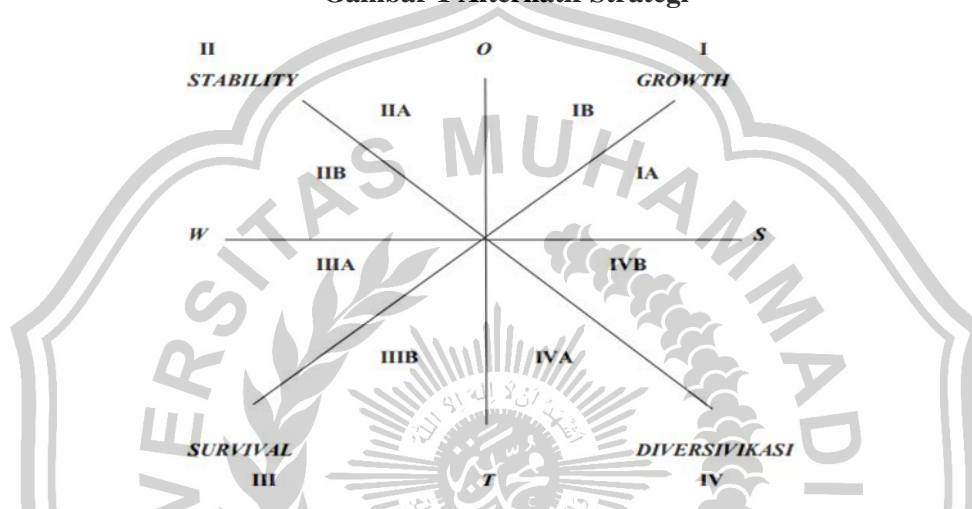 Gambar 1 Alternatif Strategi
II O I
STABILITY GROWTH
IIA IB
IIB IA
W S
IIIA IVB
IIIB IVA
SURVIVAL DIVERSIVIKASI
III T IV